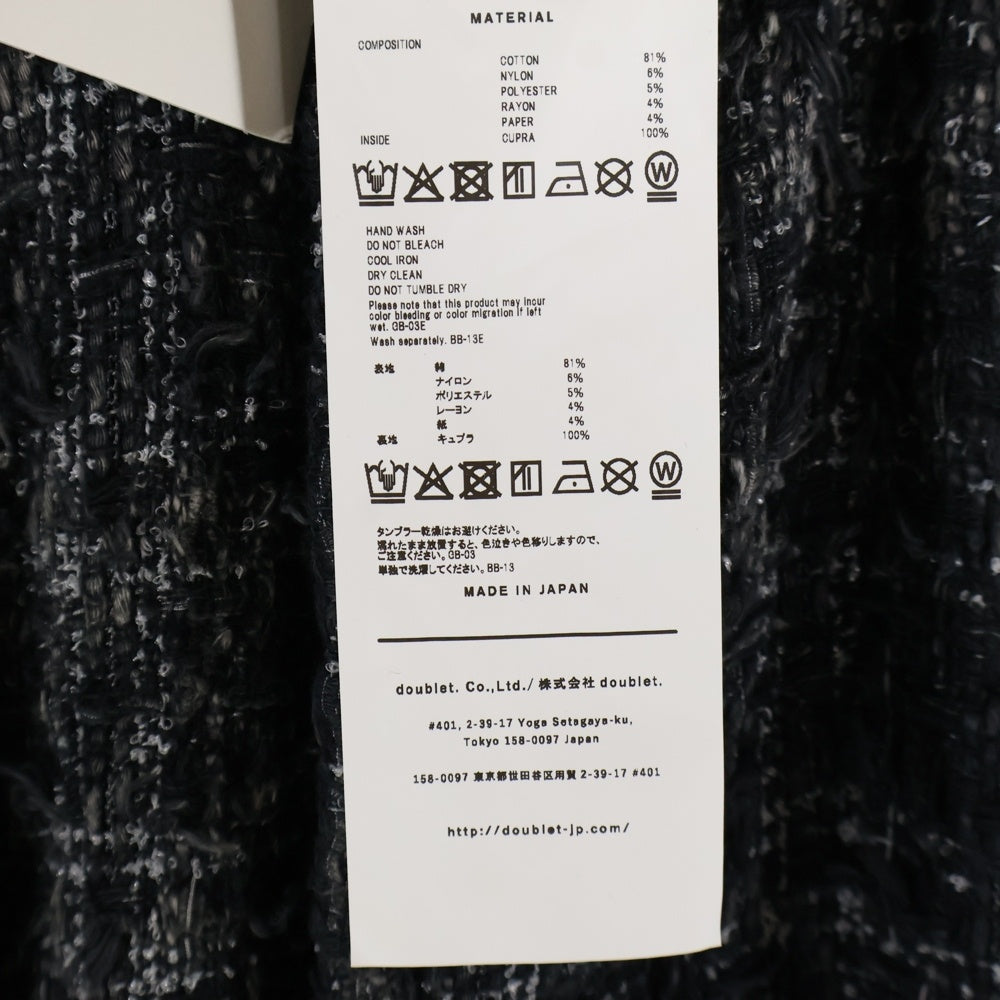 MATERIAL
COMPOSITION
COTTON 81%
NYLON 6%
POLYESTER 5%
RAYON 4%
PAPER 4%
INSIDE CUPRA 100%
W
HAND WASH
DO NOT BLEACH
COOL IRON
DRY CLEAN
DO NOT TUMBLE DRY
Please note that this product may incur
color bleeding or color migration if left
wet. GB-03E
Wash separately. BB-13E
表地 綿 81%
ナイロン 6%
ポリエステル 5%
レーヨン 4%
紙 4%
裏地 キュプラ 100%
W
タンブラー乾燥はお避けください。
濡れたまま放置すると、色泣きや色移りしますので、
ご注意ください。GB-03
単独で洗濯してください。BB-13
MADE IN JAPAN
doublet. Co.,Ltd./ 株式会社 doublet.
#401, 2-39-17 Yoga Setagaya-ku,
Tokyo 158-0097 Japan
158-0097 東京都世田谷区用賀 2-39-17 #401
http://doublet-jp.com/